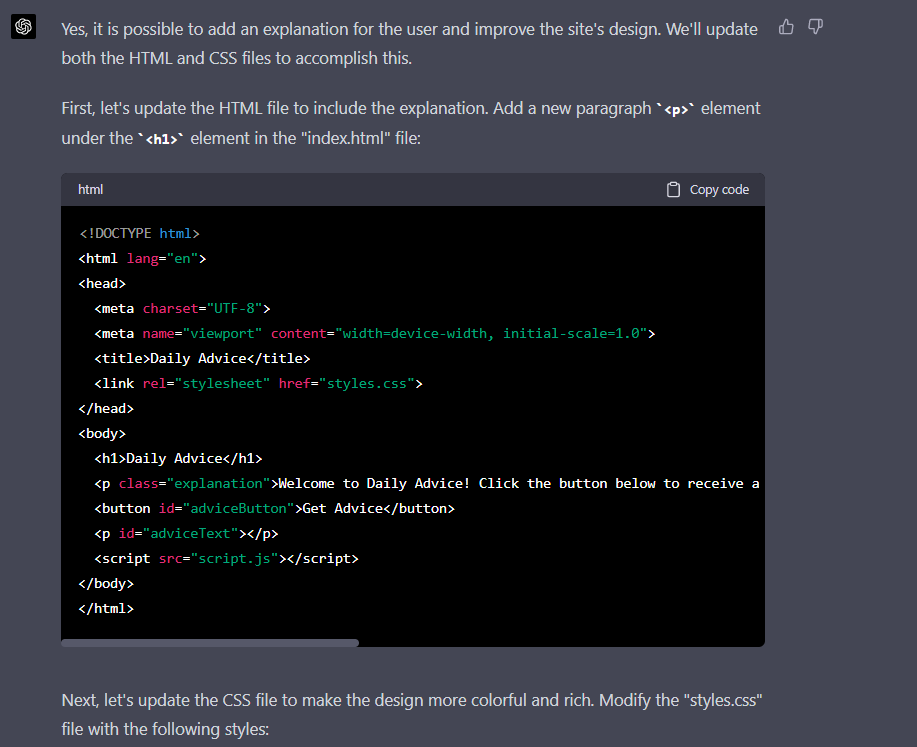 Yes, it is possible to add an explanation for the user and improve the site's design. We'll update
both the HTML and CSS files to accomplish this.
First, let's update the HTML file to include the explanation. Add a new paragraph `<p>` element
under the `<h1>` element in the "index.html" file:
html Copy code
<!DOCTYPE html>
<html lang="en">
<head>
  <meta charset="UTF-8">
  <meta name="viewport" content="width=device-width, initial-scale=1.0">
  <title>Daily Advice</title>
  <link rel="stylesheet" href="styles.css">
</head>
<body>
  <h1>Daily Advice</h1>
  <p class="explanation">Welcome to Daily Advice! Click the button below to receive a
  <button id="adviceButton">Get Advice</button>
  <p id="adviceText"></p>
  <script src="script.js"></script>
</body>
</html>
Next, let's update the CSS file to make the design more colorful and rich. Modify the "styles.css"
file with the following styles: